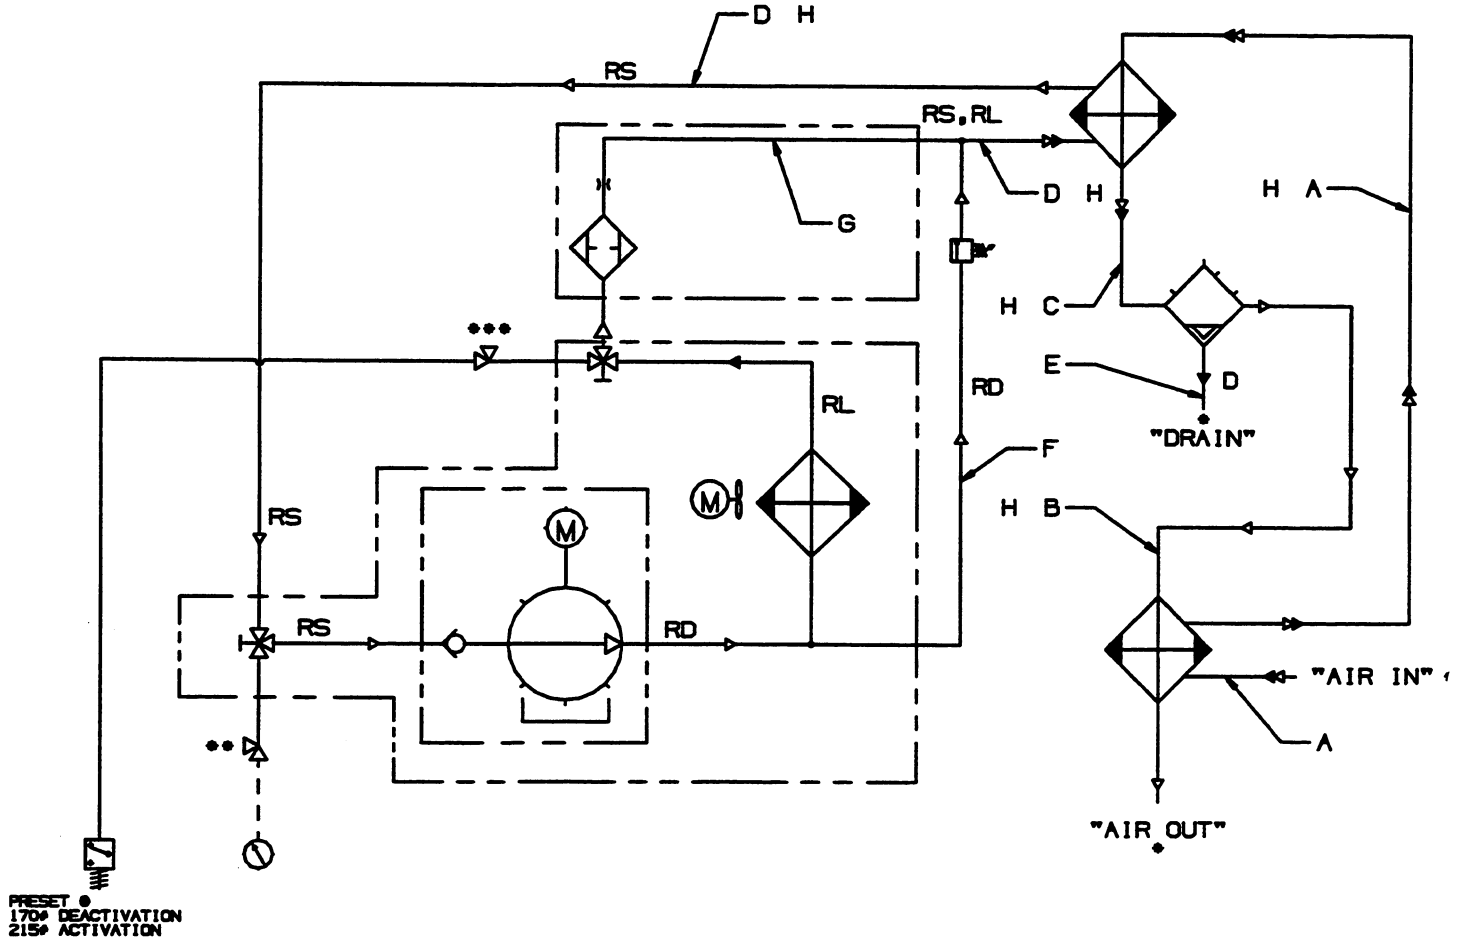 D H
RS
RS,RL
D H
H A
G
H C
***
E
D
RD
RL
*
"DRAIN"
F
M
H B
RS
M
RS
RD
"AIR IN"
**
A
"AIR OUT"
*
PRESET @
170# DEACTIVATION
215# ACTIVATION